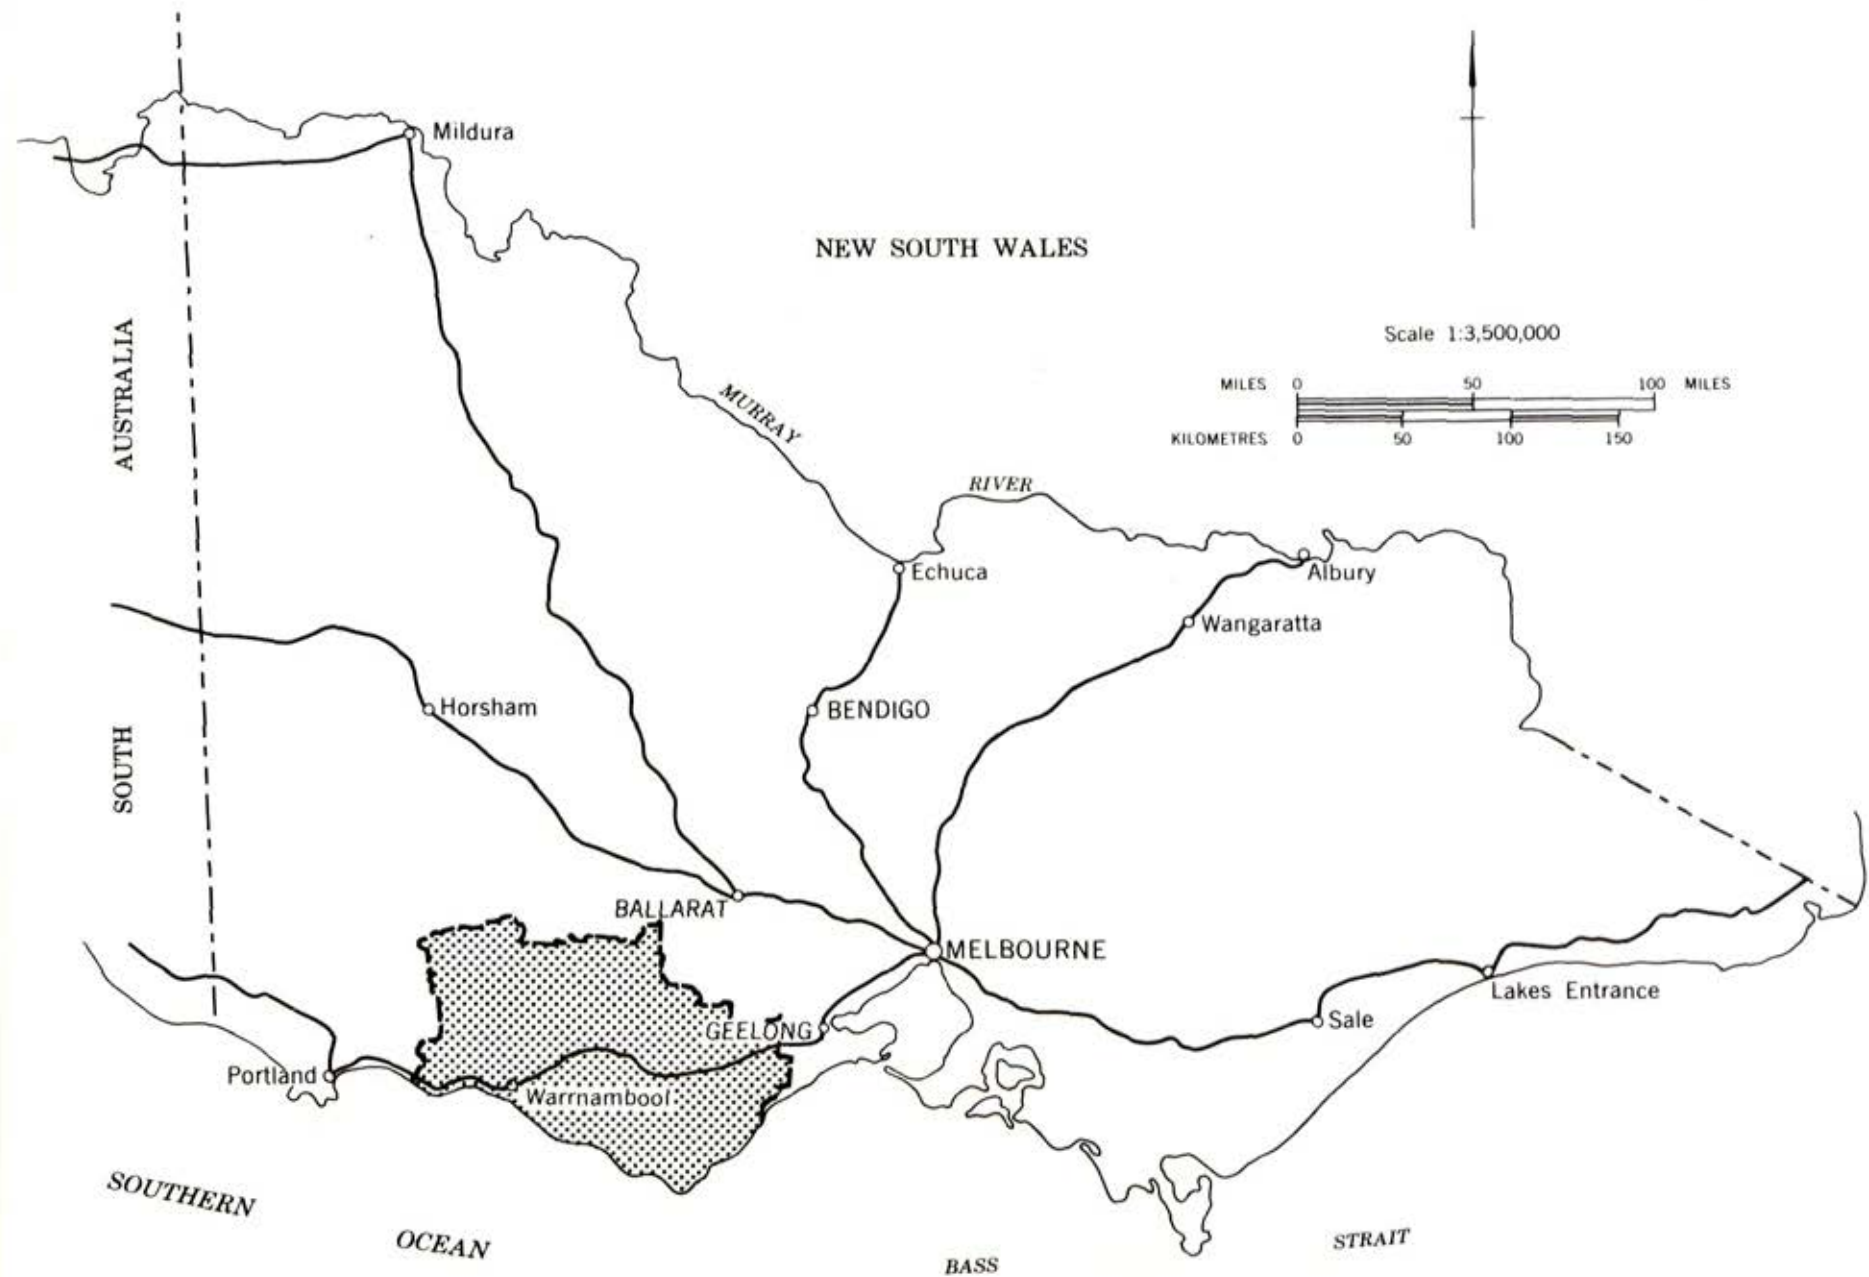 Mildura
NEW SOUTH WALES
Scale 1:3,500,000
MILES 0 50 100 MILES
KILOMETRES 0 50 100 150
AUSTRALIA
MURRAY
RIVER
Echuca
Albury
Wangaratta
Horsham
BENDIGO
SOUTH
BALLARAT
MELBOURNE
Lakes Entrance
GEELONG
Sale
Portland
Warrnambool
SOUTHERN
OCEAN
BASS
STRAIT